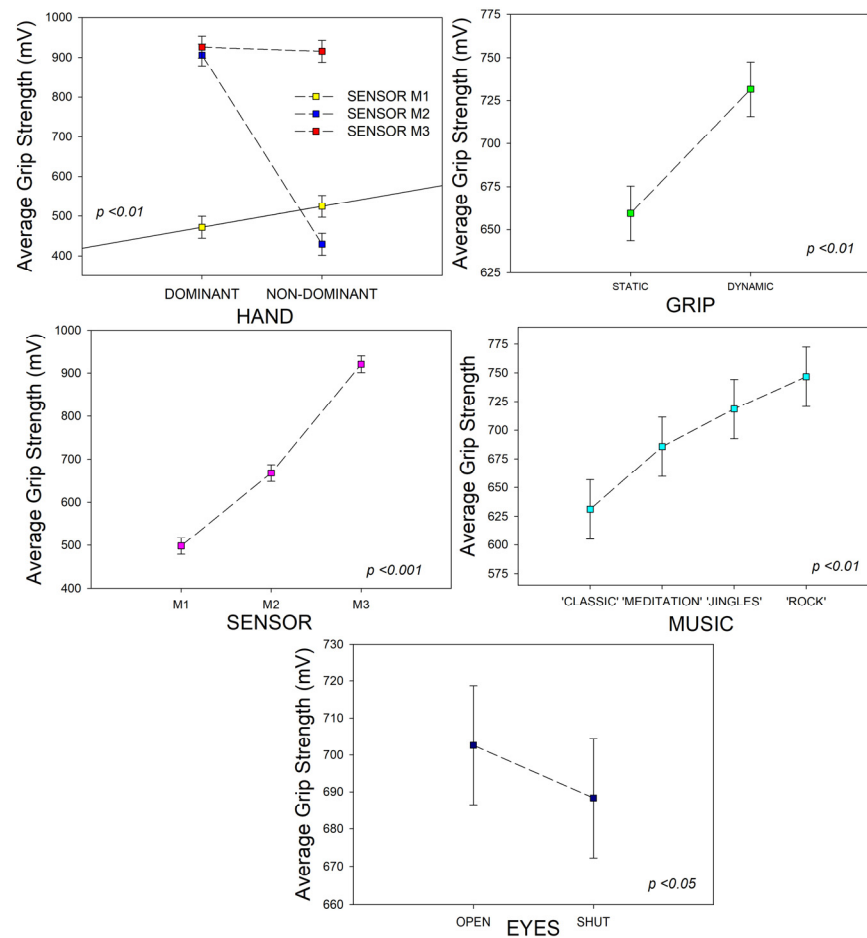 Average Grip Strength (mV)
1000
900
800
700
600
500
400
SENSOR M1
SENSOR M2
SENSOR M3
p <0.01
DOMINANT NON-DOMINANT
HAND
Average Grip Strength (mV)
775
725
675
625
p <0.01
STATIC DYNAMIC
GRIP
Average Grip Strength (mV)
1000
900
800
700
600
500
400
p <0.001
M1 M2 M3
SENSOR
Average Grip Strength
775
750
725
700
675
650
625
600
575
p <0.01
'CLASSIC' 'MEDITATION' 'JINGLES' 'ROCK'
MUSIC
Average Grip Strength (mV)
730
720
710
700
690
680
670
660
p <0.05
OPEN SHUT
EYES